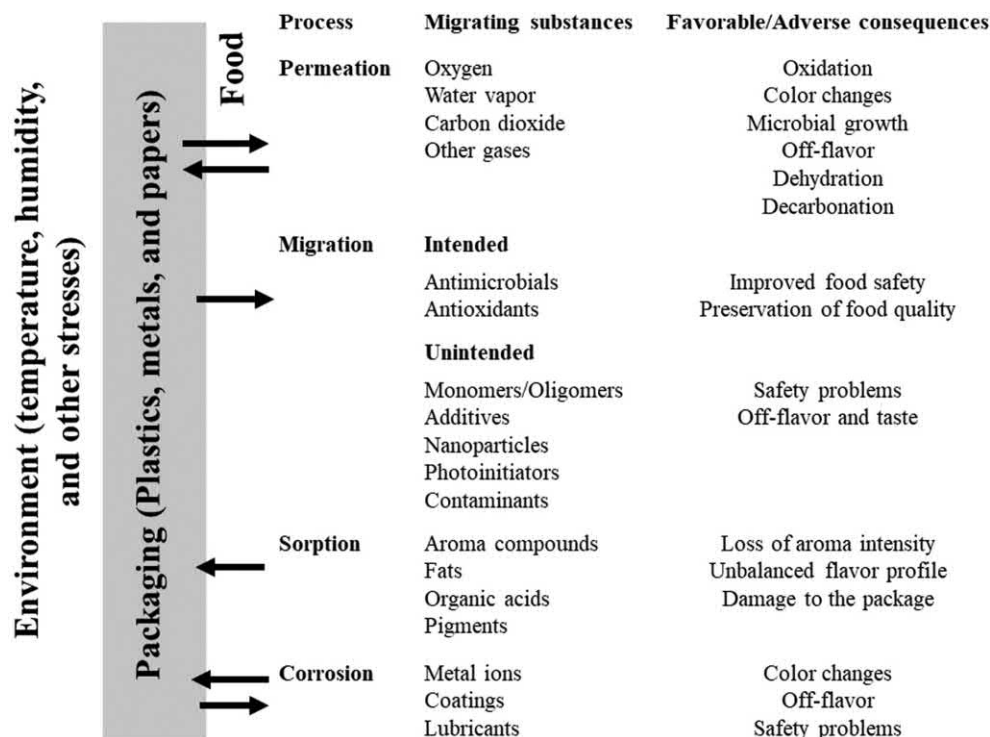 Environment (temperature, humidity,
and other stresses)
Packaging (Plastics, metals, and papers)
Food
Process Migrating substances Favorable/Adverse consequences
Permeation Oxygen Oxidation
Water vapor Color changes
Carbon dioxide Microbial growth
Other gases Off-flavor
Dehydration
Decarbonation
Migration Intended
Antimicrobials Improved food safety
Antioxidants Preservation of food quality
Unintended
Monomers/Oligomers Safety problems
Additives Off-flavor and taste
Nanoparticles
Photoinitiators
Contaminants
Sorption Aroma compounds Loss of aroma intensity
Fats Unbalanced flavor profile
Organic acids Damage to the package
Pigments
Corrosion Metal ions Color changes
Coatings Off-flavor
Lubricants Safety problems